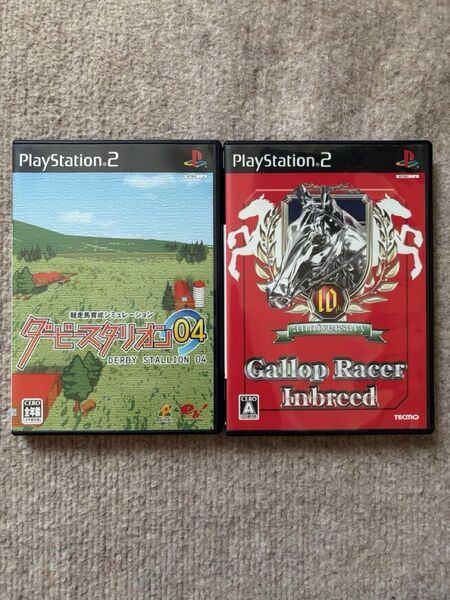 PlayStation®2
競走馬育成シミュレーション
ダービースタリオン04
DERBY STALLION 04
CERO
全年齢
PlayStation®2
10
anniversary
Gallop Racer
Inbreed
CERO
A
TECMO